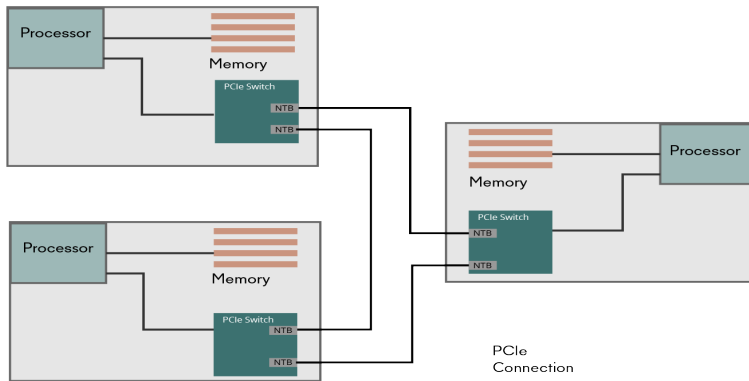 Processor
Memory
PCIe Switch
NTB
NTB
Processor
Memory
PCIe Switch
NTB
NTB
Processor
Memory
PCIe Switch
NTB
NTB
PCIe
Connection